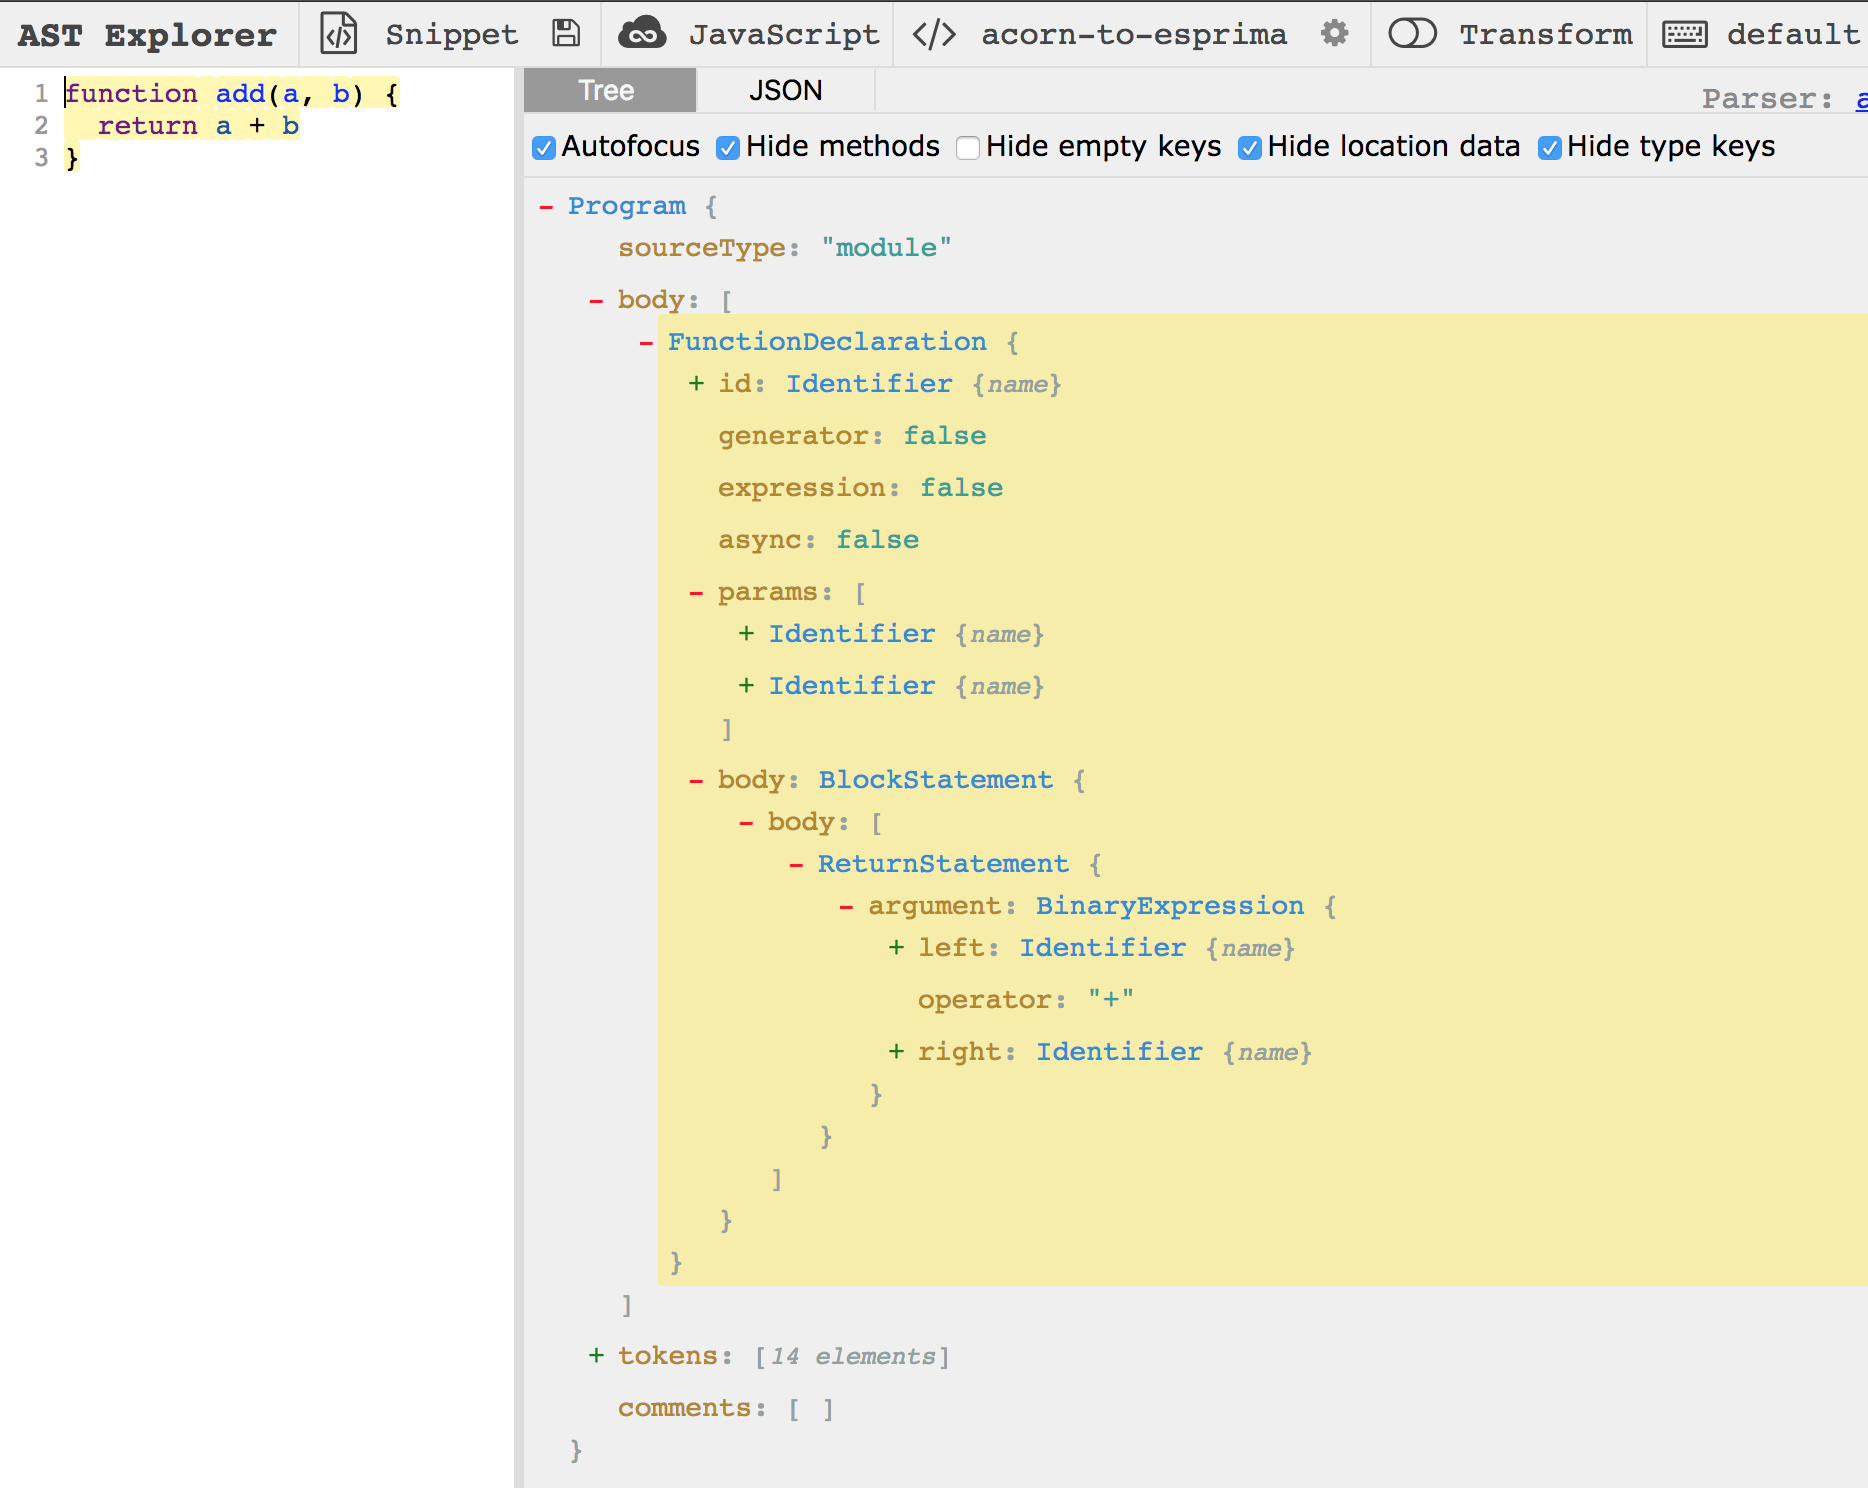 AST Explorer Snippet JavaScript </> acorn-to-esprima Transform default
1 function add(a, b) {
2 return a + b
3 }
Tree JSON Parser: a
Autofocus Hide methods Hide empty keys Hide location data Hide type keys
- Program {
sourceType: "module"
- body: [
- FunctionDeclaration {
+ id: Identifier {name}
generator: false
expression: false
async: false
- params: [
+ Identifier {name}
+ Identifier {name}
]
- body: BlockStatement {
- body: [
- ReturnStatement {
- argument: BinaryExpression {
+ left: Identifier {name}
operator: "+"
+ right: Identifier {name}
}
}
]
}
}
]
+ tokens: [14 elements]
comments: [ ]
}